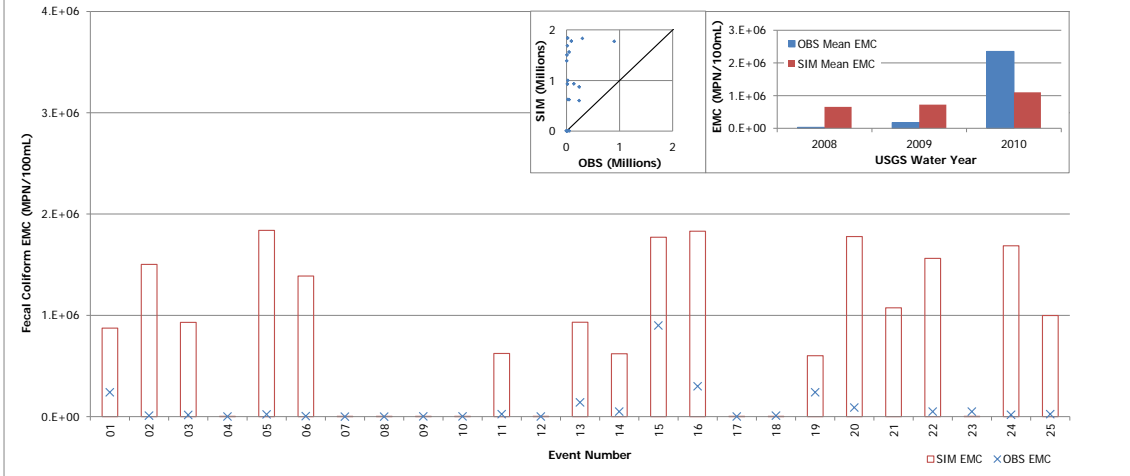 4.E+06
3.E+06
2.E+06
1.E+06
0.E+00
Fecal Coliform EMC (MPN/100mL)
01 02 03 04 05 06 07 08 09 10 11 12 13 14 15 16 17 18 19 20 21 22 23 24 25
Event Number
SIM EMC OBS EMC
2
1
0
SIM (Millions)
0 1 2
OBS (Millions)
3.E+06
2.E+06
1.E+06
0.E+00
EMC (MPN/100mL)
OBS Mean EMC
SIM Mean EMC
2008 2009 2010
USGS Water Year